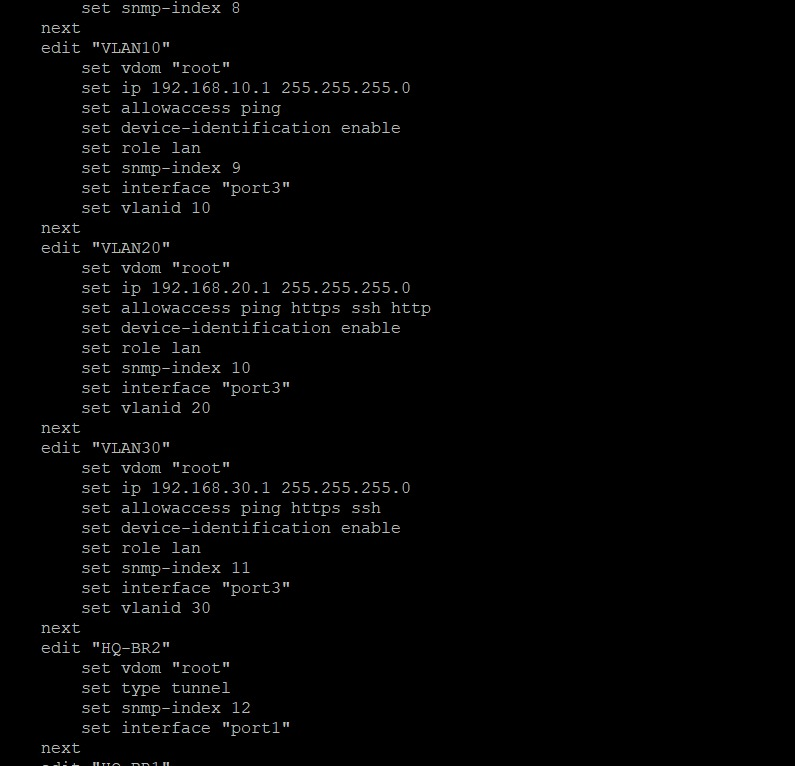 set snmp-index 8
next
edit "VLAN10"
set vdom "root"
set ip 192.168.10.1 255.255.255.0
set allowaccess ping
set device-identification enable
set role lan
set snmp-index 9
set interface "port3"
set vlanid 10
next
edit "VLAN20"
set vdom "root"
set ip 192.168.20.1 255.255.255.0
set allowaccess ping https ssh http
set device-identification enable
set role lan
set snmp-index 10
set interface "port3"
set vlanid 20
next
edit "VLAN30"
set vdom "root"
set ip 192.168.30.1 255.255.255.0
set allowaccess ping https ssh
set device-identification enable
set role lan
set snmp-index 11
set interface "port3"
set vlanid 30
next
edit "HQ-BR2"
set vdom "root"
set type tunnel
set snmp-index 12
set interface "port1"
next
edit "HQ-BR1"